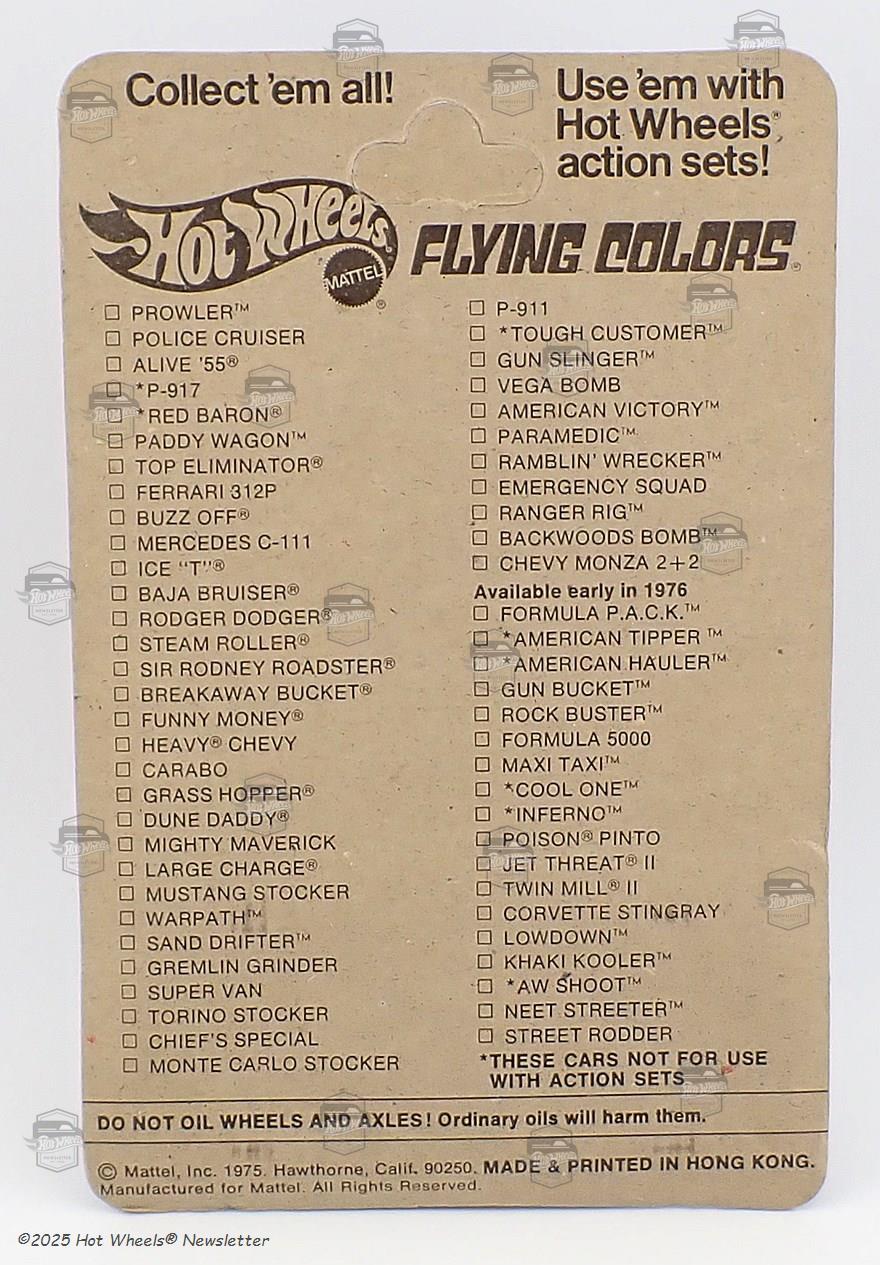 Collect 'em all!
Use 'em with
Hot Wheels®
action sets!
Hot Wheels®
MATTEL®
FLYING COLORS®
☐ PROWLER™
☐ POLICE CRUISER
☐ ALIVE '55®
☐ *P-917
☐ *RED BARON®
☐ PADDY WAGON™
☐ TOP ELIMINATOR®
☐ FERRARI 312P
☐ BUZZ OFF®
☐ MERCEDES C-111
☐ ICE "T"®
☐ BAJA BRUISER®
☐ RODGER DODGER®
☐ STEAM ROLLER®
☐ SIR RODNEY ROADSTER®
☐ BREAKAWAY BUCKET®
☐ FUNNY MONEY®
☐ HEAVY® CHEVY
☐ CARABO
☐ GRASS HOPPER®
☐ DUNE DADDY®
☐ MIGHTY MAVERICK
☐ LARGE CHARGE®
☐ MUSTANG STOCKER
☐ WARPATH™
☐ SAND DRIFTER™
☐ GREMLIN GRINDER
☐ SUPER VAN
☐ TORINO STOCKER
☐ CHIEF'S SPECIAL
☐ MONTE CARLO STOCKER
☐ P-911
☐ *TOUGH CUSTOMER™
☐ GUN SLINGER™
☐ VEGA BOMB
☐ AMERICAN VICTORY™
☐ PARAMEDIC™
☐ RAMBLIN' WRECKER™
☐ EMERGENCY SQUAD
☐ RANGER RIG™
☐ BACKWOODS BOMB™
☐ CHEVY MONZA 2+2
Available early in 1976
☐ FORMULA P.A.C.K.™
☐ *AMERICAN TIPPER ™
☐ *AMERICAN HAULER™
☐ GUN BUCKET™
☐ ROCK BUSTER™
☐ FORMULA 5000
☐ MAXI TAXI™
☐ *COOL ONE™
☐ *INFERNO™
☐ POISON® PINTO
☐ JET THREAT® II
☐ TWIN MILL® II
☐ CORVETTE STINGRAY
☐ LOWDOWN™
☐ KHAKI KOOLER™
☐ *AW SHOOT™
☐ NEET STREETER™
☐ STREET RODDER
*THESE CARS NOT FOR USE
WITH ACTION SETS
DO NOT OIL WHEELS AND AXLES! Ordinary oils will harm them.
© Mattel, Inc. 1975. Hawthorne, Calif. 90250. MADE & PRINTED IN HONG KONG.
Manufactured for Mattel. All Rights Reserved.
©2025 Hot Wheels® Newsletter